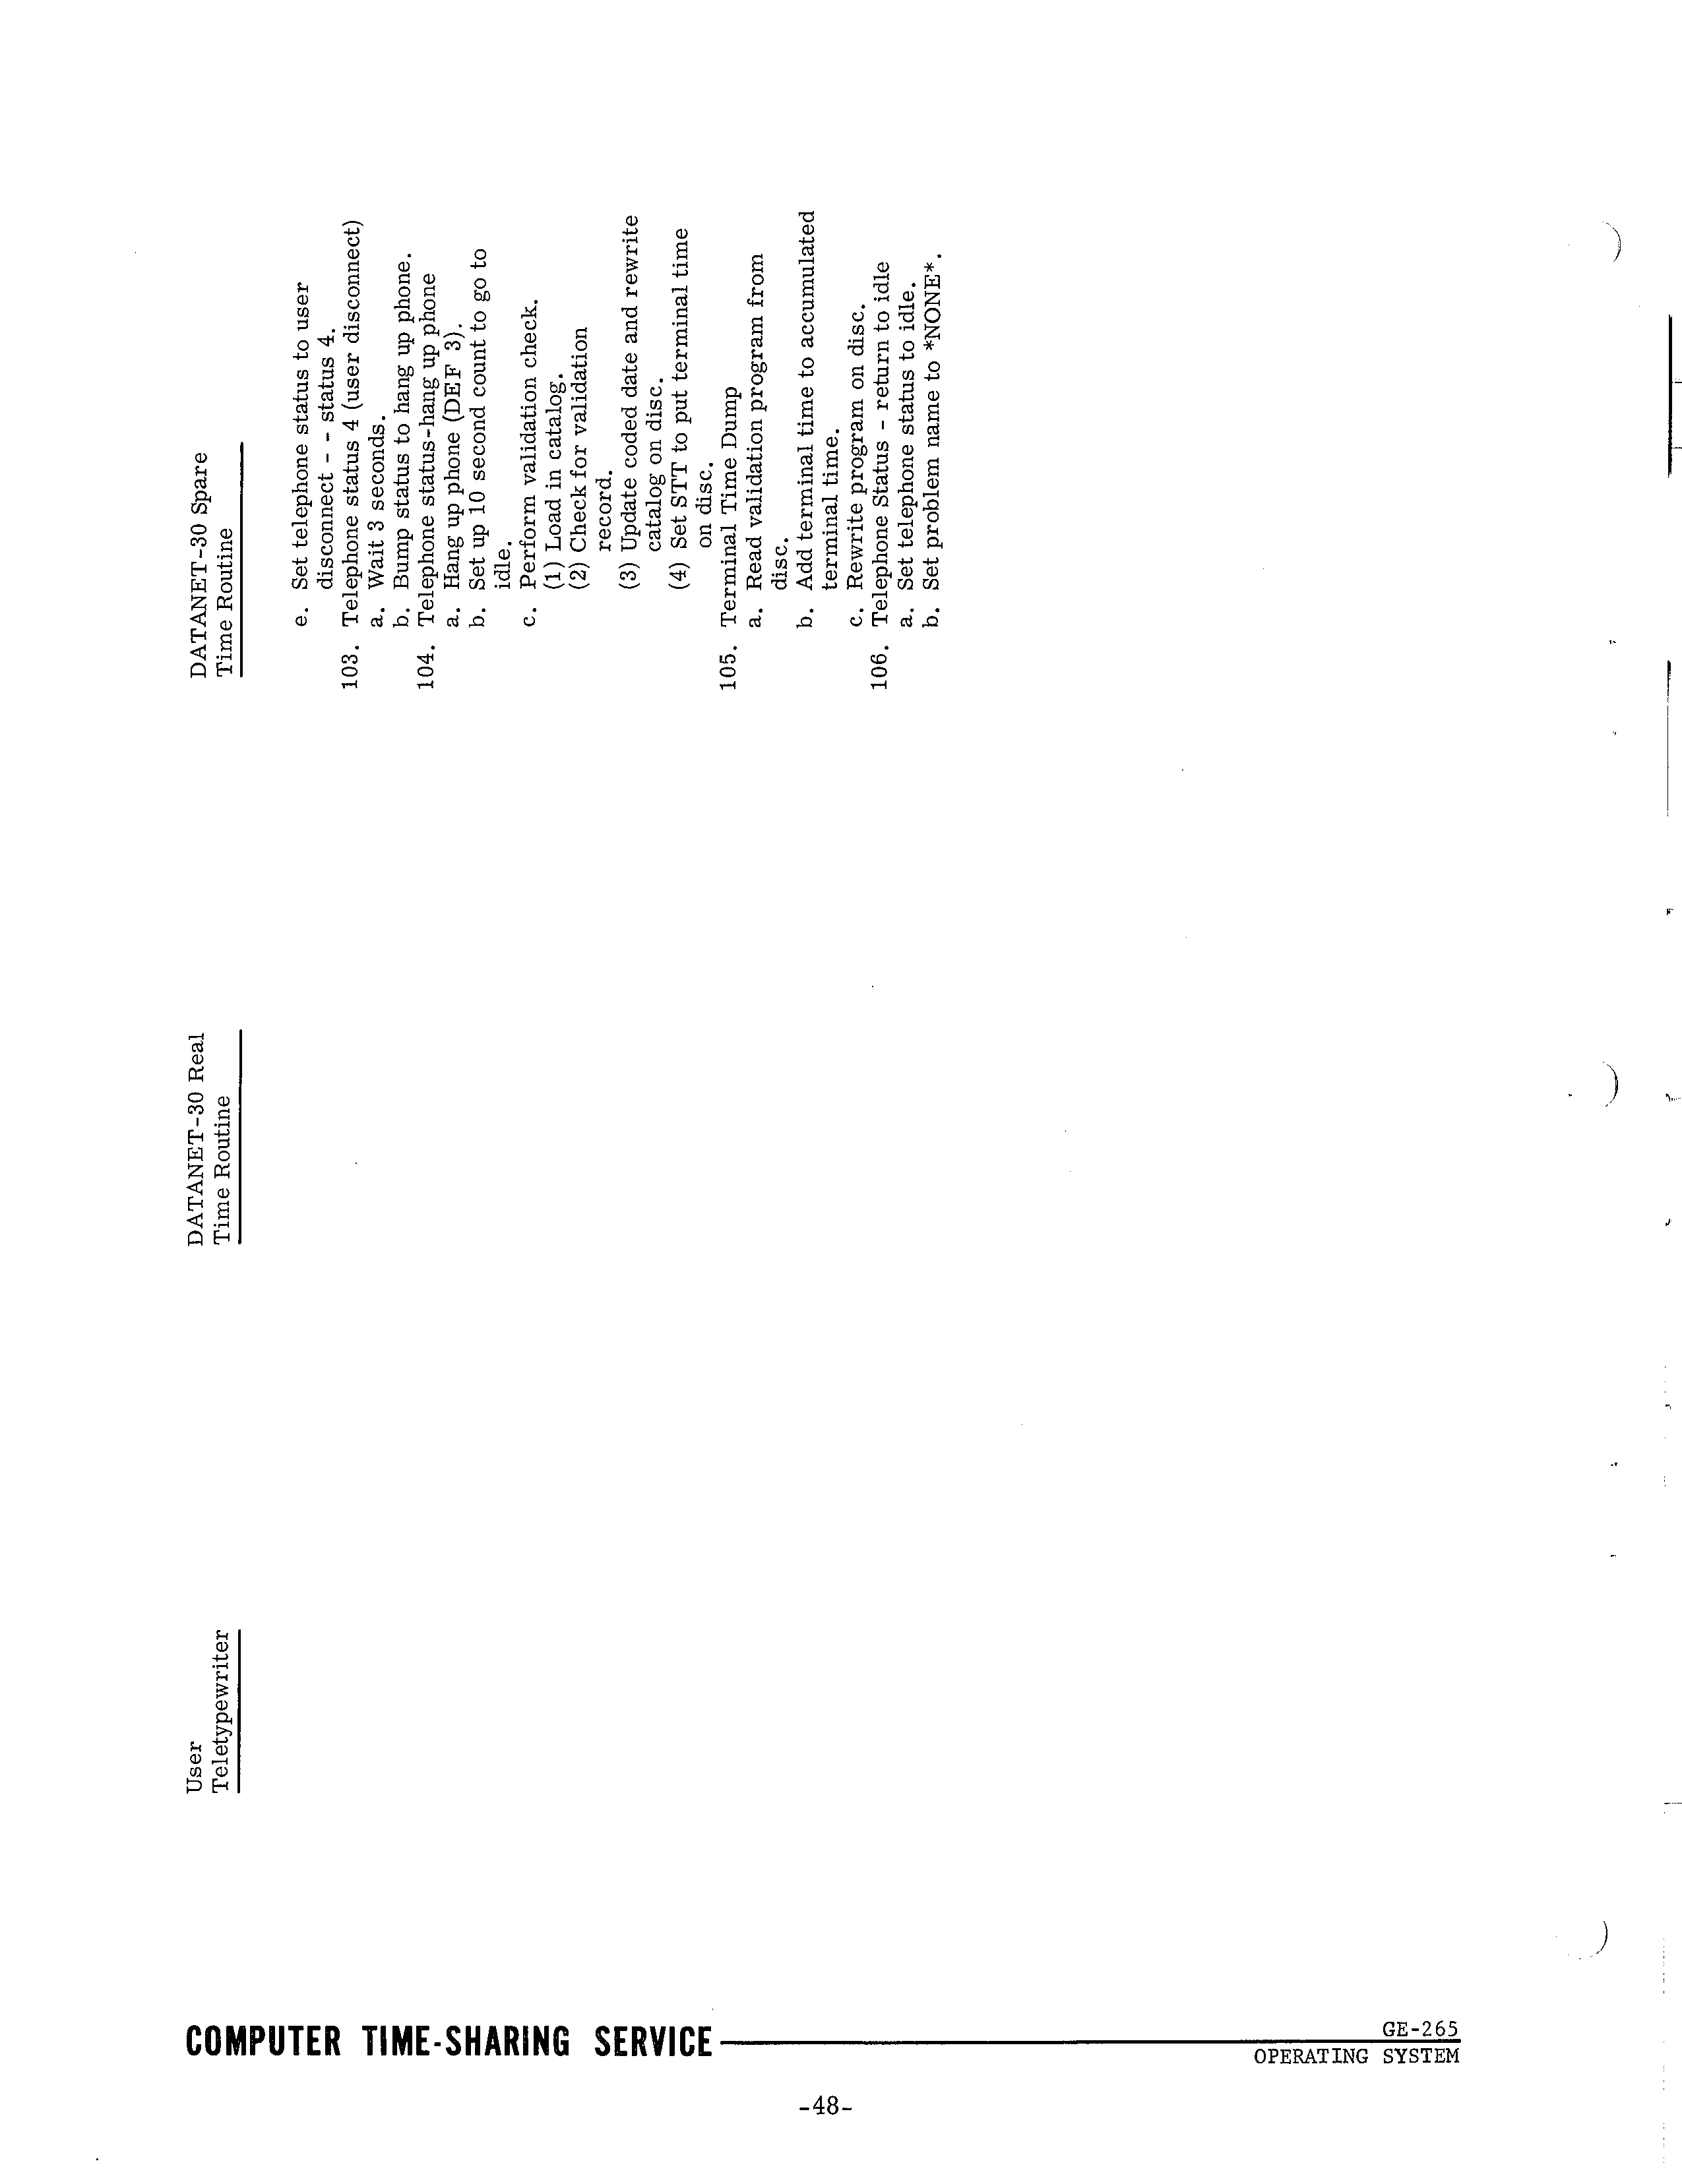 User
Teletypewriter
DATANET-30 Real
Time Routine
DATANET-30 Spare
Time Routine
e. Set telephone status to user
disconnect - - status 4.
103. Telephone status 4 (user disconnect)
a. Wait 3 seconds.
b. Bump status to hang up phone.
104. Telephone status-hang up phone
a. Hang up phone (DEF 3).
b. Set up 10 second count to go to
idle.
c. Perform validation check.
(1) Load in catalog.
(2) Check for validation
record.
(3) Update coded date and rewrite
catalog on disc.
(4) Set STT to put terminal time
on disc.
105. Terminal Time Dump
a. Read validation program from
disc.
b. Add terminal time to accumulated
terminal time.
c. Rewrite program on disc.
106. Telephone Status - return to idle
a. Set telephone status to idle.
b. Set problem name to *NONE*.
COMPUTER TIME-SHARING SERVICE
GE-265
OPERATING SYSTEM
-48-